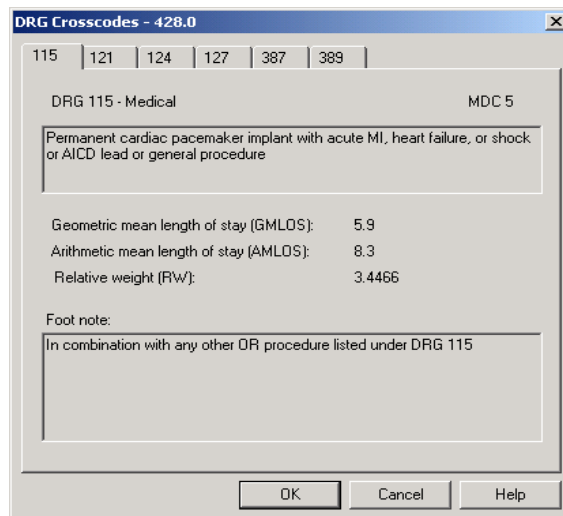 DRG Crosscodes - 428.0
115 121 124 127 387 389
DRG 115 - Medical MDC 5
Permanent cardiac pacemaker implant with acute MI, heart failure, or shock
or AICD lead or general procedure
Geometric mean length of stay (GMLOS): 5.9
Arithmetic mean length of stay (AMLOS): 8.3
Relative weight (RW): 3.4466
Foot note:
In combination with any other OR procedure listed under DRG 115
OK Cancel Help